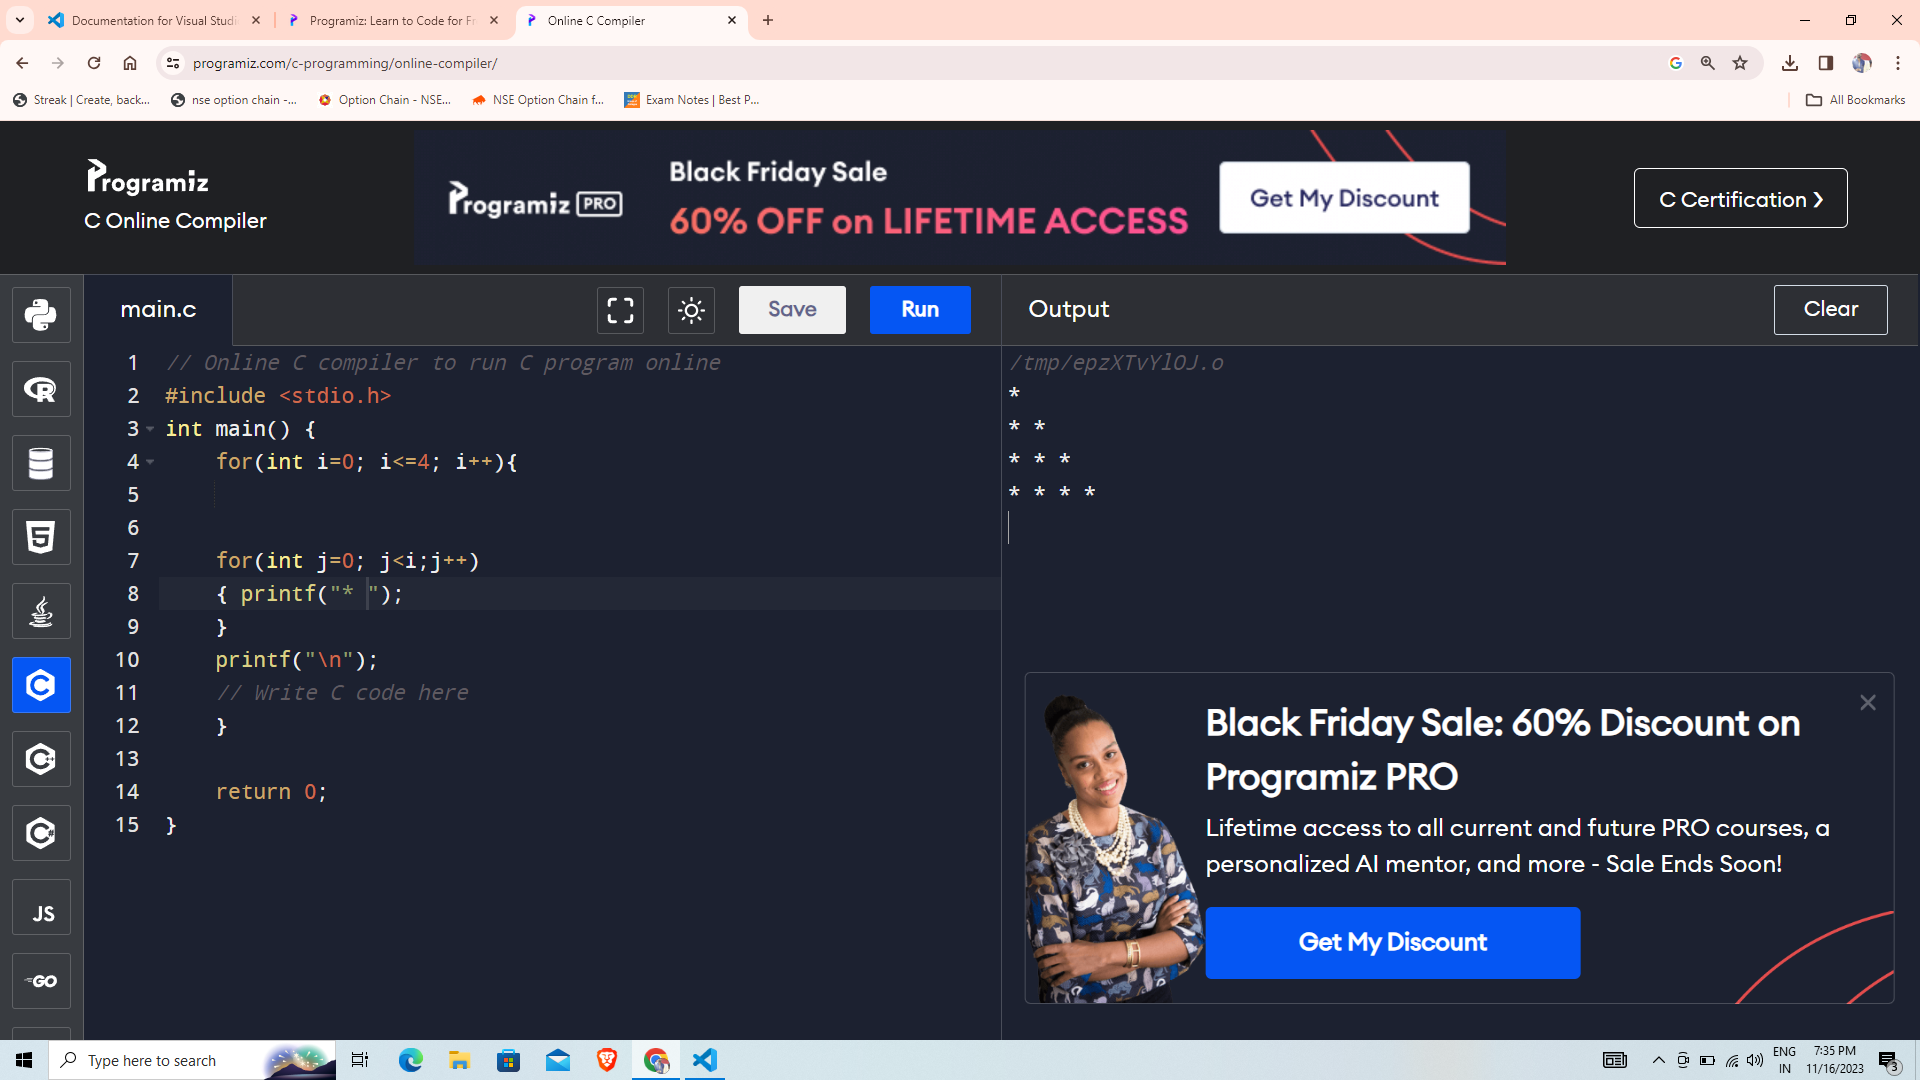 Documentation for Visual Studi
Programiz: Learn to Code for Fr
Online C Compiler
programiz.com/c-programming/online-compiler/
Streak | Create, back...
nse option chain -...
Option Chain - NSE...
NSE Option Chain f...
Exam Notes | Best P...
All Bookmarks
Programiz
C Online Compiler
Programiz PRO
Black Friday Sale
60% OFF on LIFETIME ACCESS
Get My Discount
C Certification ❯
main.c
Save
Run
Output
Clear
1 // Online C compiler to run C program online
2 #include <stdio.h>
3 int main() {
4 for(int i=0; i<=4; i++){
5
6
7 for(int j=0; j<i;j++)
8 { printf("* ");
9 }
10 printf("\n");
11 // Write C code here
12 }
13
14 return 0;
15 }
/tmp/epzXTvYlOJ.o
*
* *
* * *
* * * *
Black Friday Sale: 60% Discount on
Programiz PRO
Lifetime access to all current and future PRO courses, a
personalized AI mentor, and more - Sale Ends Soon!
Get My Discount
R
5
C
C++
C#
JS
GO
Type here to search
ENG
IN
7:35 PM
11/16/2023
3